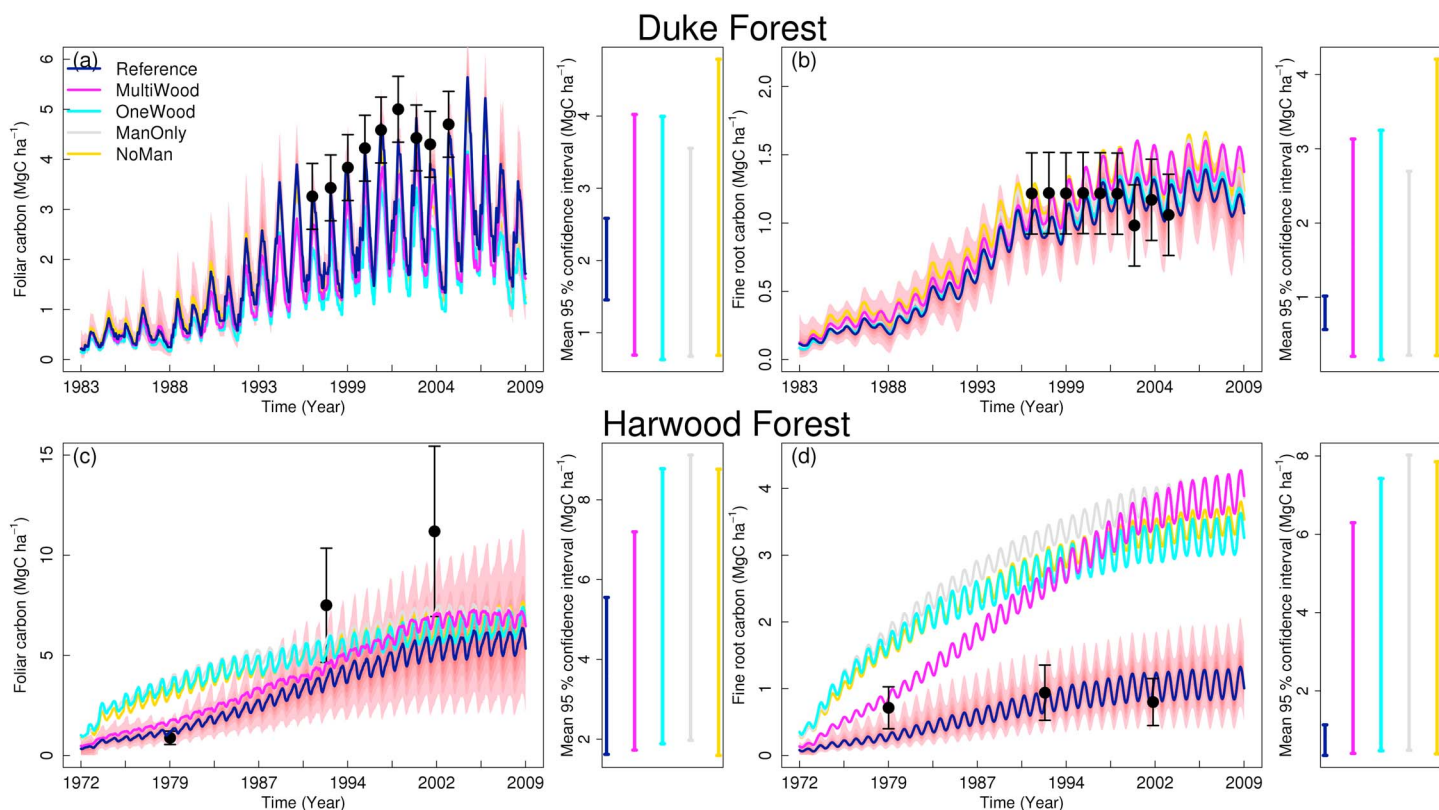 Duke Forest
(a)
Reference
MultiWood
OneWood
ManOnly
NoMan
Foliar carbon (MgC ha⁻¹)
0 1 2 3 4 5 6
1983 1988 1993 1999 2004 2009
Time (Year)
Mean 95 % confidence interval (MgC ha⁻¹)
1 2 3 4
(b)
Fine root carbon (MgC ha⁻¹)
0.0 0.5 1.0 1.5 2.0
1983 1988 1993 1999 2004 2009
Time (Year)
Mean 95 % confidence interval (MgC ha⁻¹)
1 2 3 4
Harwood Forest
(c)
Foliar carbon (MgC ha⁻¹)
0 5 10 15
1972 1979 1987 1994 2002 2009
Time (Year)
Mean 95 % confidence interval (MgC ha⁻¹)
2 4 6 8
(d)
Fine root carbon (MgC ha⁻¹)
0 1 2 3 4
1972 1979 1987 1994 2002 2009
Time (Year)
Mean 95 % confidence interval (MgC ha⁻¹)
2 4 6 8